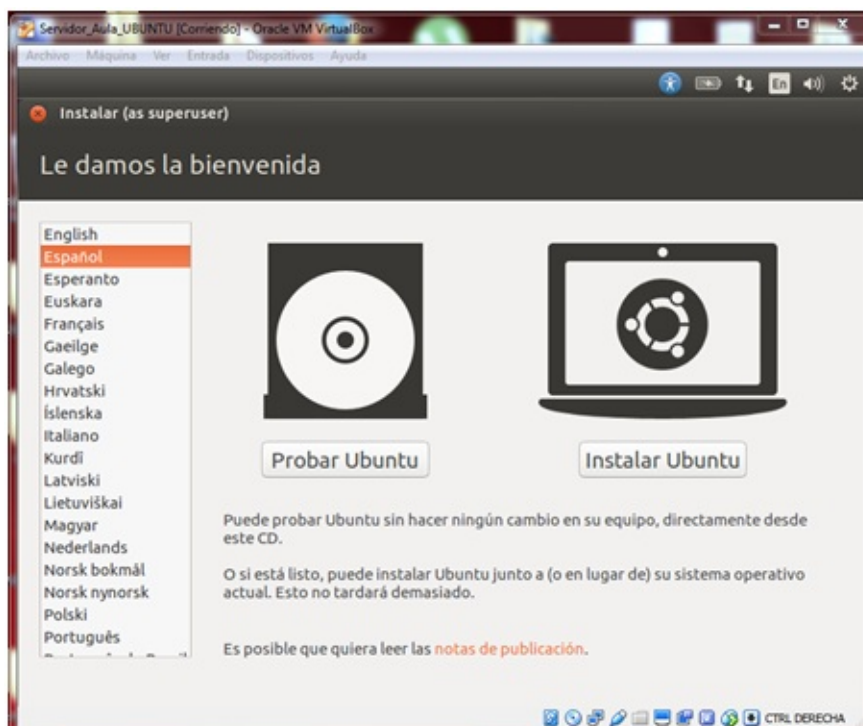 Servidor_Aula_UBUNTU [Corriendo] - Oracle VM VirtualBox
Archivo Máquina Ver Entrada Dispositivos Ayuda
En
Instalar (as superuser)
Le damos la bienvenida
English
Español
Esperanto
Euskara
Français
Gaeilge
Galego
Hrvatski
Íslenska
Italiano
Kurdî
Latviski
Lietuviškai
Magyar
Nederlands
Norsk bokmål
Norsk nynorsk
Polski
Português
Probar Ubuntu
Instalar Ubuntu
Puede probar Ubuntu sin hacer ningún cambio en su equipo, directamente desde
este CD.
O si está listo, puede instalar Ubuntu junto a (o en lugar de) su sistema operativo
actual. Esto no tardará demasiado.
Es posible que quiera leer las notas de publicación.
CTRL DERECHA